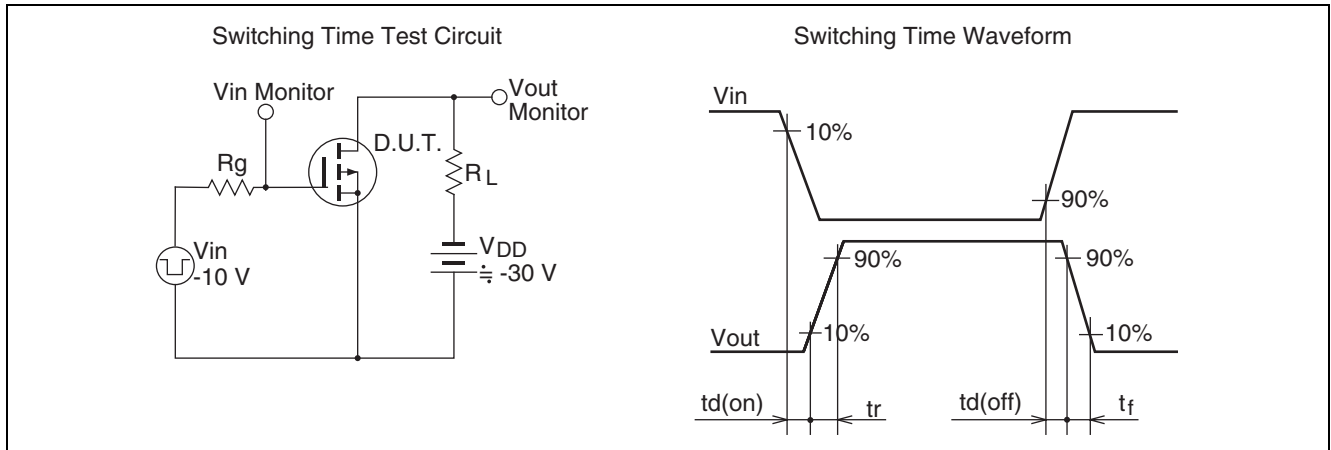 Switching Time Test Circuit
Vin Monitor
Vout
Monitor
D.U.T.
Rg
RL
Vin
-10 V
VDD
≒ -30 V
Switching Time Waveform
Vin
10%
90%
90%
90%
Vout
10%
10%
td(on)
tr
td(off)
tf